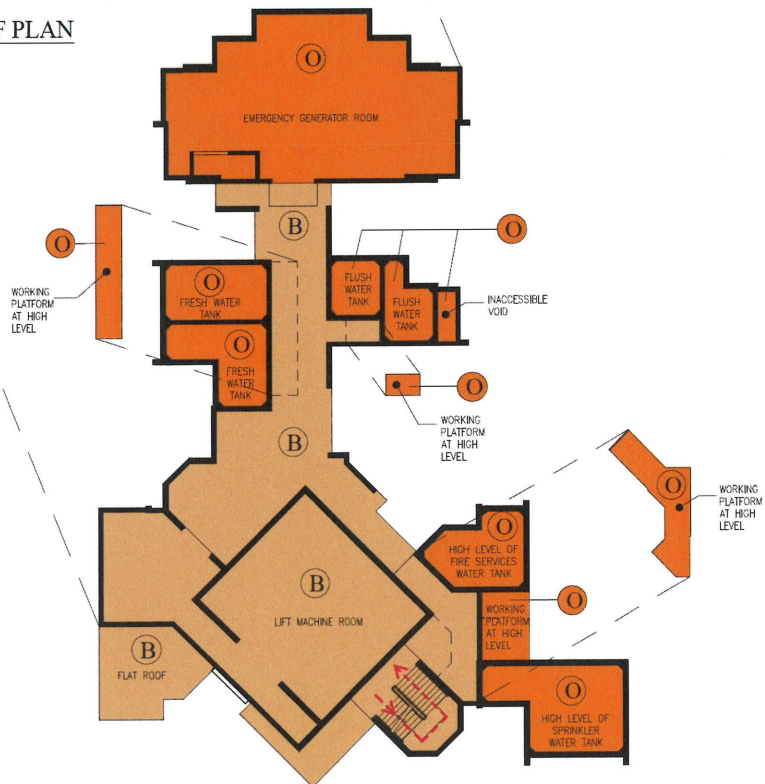 F PLAN
O
EMERGENCY GENERATOR ROOM
B
O
O
WORKING
PLATFORM
AT HIGH
LEVEL
O
FRESH WATER
TANK
O
FRESH
WATER
TANK
FLUSH
WATER
TANK
FLUSH
WATER
TANK
INACCESSIBLE
VOID
O
WORKING
PLATFORM
AT HIGH
LEVEL
B
O
WORKING
PLATFORM
AT HIGH
LEVEL
O
HIGH LEVEL OF
FIRE SERVICES
WATER TANK
B
LIFT MACHINE ROOM
O
WORKING
PLATFORM
AT HIGH
LEVEL
B
FLAT ROOF
O
HIGH LEVEL OF
SPRINKLER
WATER TANK